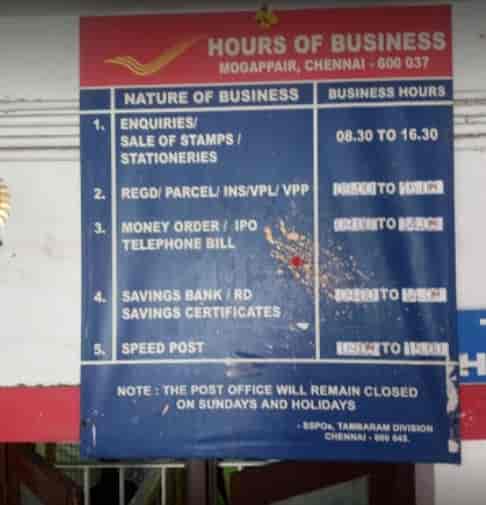 HOURS OF BUSINESS
MOGAPPAIR, CHENNAI - 600 037
NATURE OF BUSINESS BUSINESS HOURS
1. ENQUIRIES/
SALE OF STAMPS /
STATIONERIES
08.30 TO 16.30
2. REGD/ PARCEL/ INS/VPL/ VPP TO
3. MONEY ORDER / IPO TO
TELEPHONE BILL
4. SAVINGS BANK / RD TO
SAVINGS CERTIFICATES
5. SPEED POST TO
NOTE : THE POST OFFICE WILL REMAIN CLOSED
ON SUNDAYS AND HOLIDAYS
- SSPOs, TAMBARAM DIVISION
CHENNAI - 600 045.